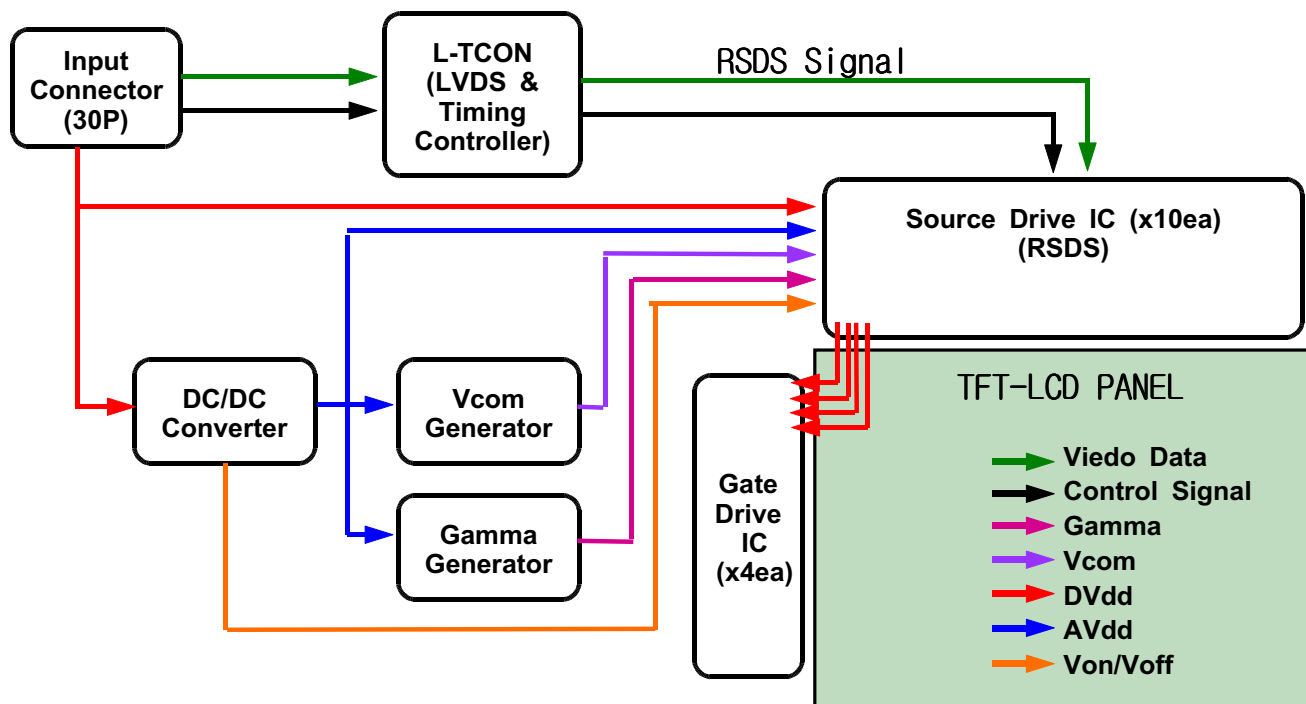 Input
Connector
(30P)
L-TCON
(LVDS &
Timing
Controller)
RSDS Signal
Source Drive IC (x10ea)
(RSDS)
DC/DC
Converter
Vcom
Generator
Gamma
Generator
Gate
Drive
IC
(x4ea)
TFT-LCD PANEL
Viedo Data
Control Signal
Gamma
Vcom
DVdd
AVdd
Von/Voff